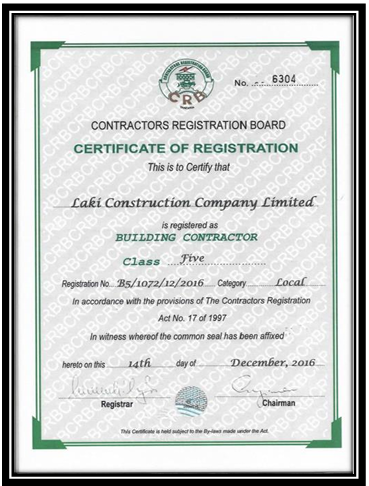 CONTRACTORS REGISTRATION BOARD
CRB
No. 6304
CONTRACTORS REGISTRATION BOARD
CERTIFICATE OF REGISTRATION
This is to Certify that
Laki Construction Company Limited
is registered as
BUILDING CONTRACTOR
Class Five
Registration No. B5/1072/12/2016 Category Local
In accordance with the provisions of The Contractors Registration
Act No. 17 of 1997
In witness whereof the common seal has been affixed
hereto on this 14th day of December, 2016
Registrar Chairman
This Certificate is held subject to the By-laws made under the Act.